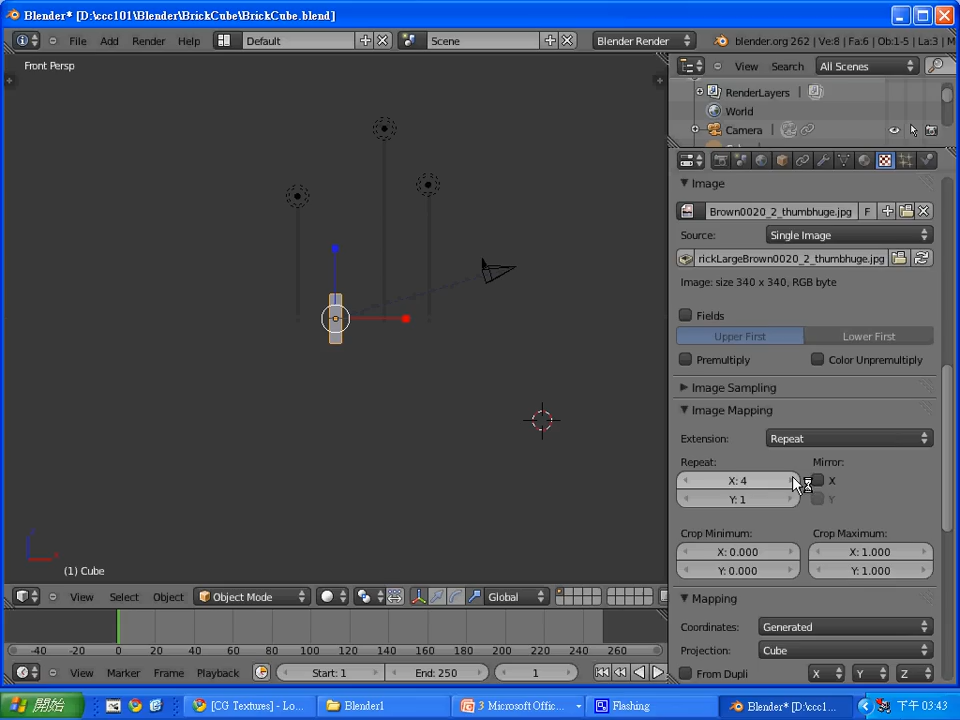 Blender* [D:\ccc101\Blender\BrickCube\BrickCube.blend]
File Add Render Help Default Scene Blender Render blender.org 262 | Ve:8 | Fa:6 | Ob:1-5 | La:3 | M
Front Persp
View Search All Scenes
RenderLayers
World
Camera
Image
Brown0020_2_thumbhuge.jpg F
Source: Single Image
rickLargeBrown0020_2_thumbhuge.jpg
Image: size 340 x 340, RGB byte
Fields
Upper First Lower First
Premultiply Color Unpremultiply
Image Sampling
Image Mapping
Extension: Repeat
Repeat: Mirror:
X: 4 X
Y: 1 Y
Crop Minimum: Crop Maximum:
X: 0.000 X: 1.000
Y: 0.000 Y: 1.000
Mapping
Coordinates: Generated
Projection: Cube
From Dupli X Y Z
(1) Cube
View Select Object Object Mode Global
-40 -20 0 20 40 60 80 100 120 140 160 180 200 220 240 260
View Marker Frame Playback Start: 1 End: 250 1
開始 [CG Textures] - Lo... Blender1 3 Microsoft Offic... Flashing Blender* [D:\ccc1... 下午 03:43